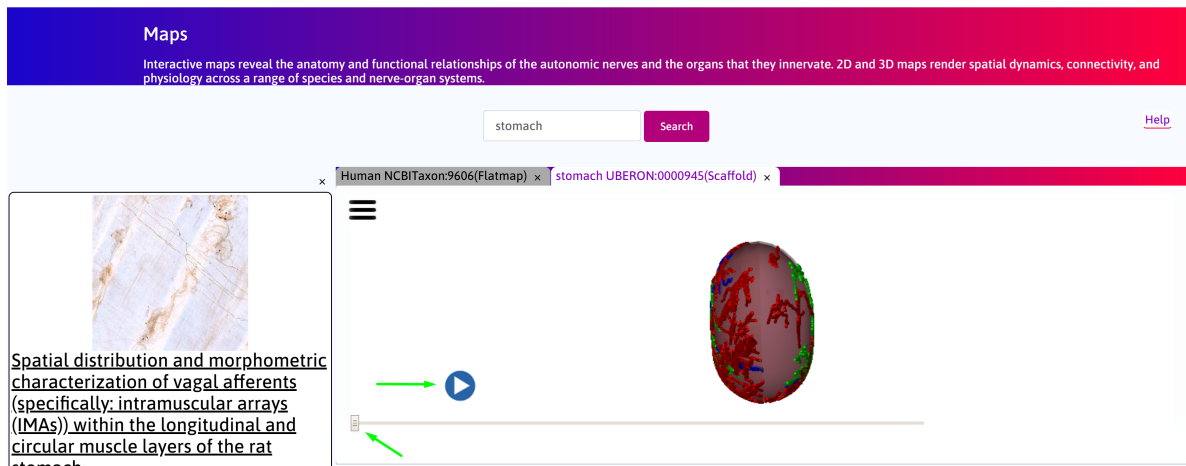 Maps
Interactive maps reveal the anatomy and functional relationships of the autonomic nerves and the organs that they innervate. 2D and 3D maps render spatial dynamics, connectivity, and
physiology across a range of species and nerve-organ systems.
stomach
Search
Help
×
Human NCBITaxon:9606(Flatmap) ×
stomach UBERON:0000945(Scaffold) ×
Spatial distribution and morphometric
characterization of vagal afferents
(specifically: intramuscular arrays
(IMAs)) within the longitudinal and
circular muscle layers of the rat
stomach